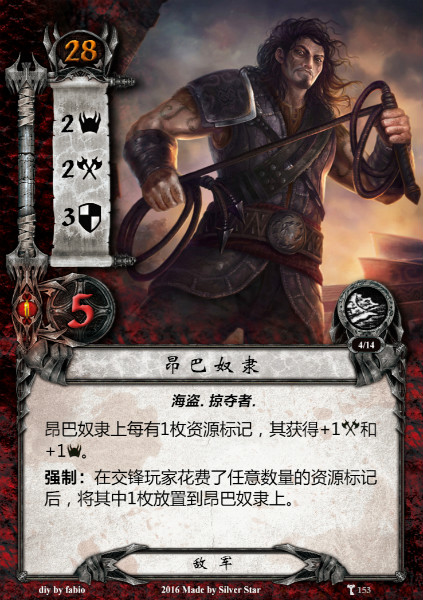 28
2
2
3
5
4/14
昂巴奴隶
海盗. 掠夺者.
昂巴奴隶上每有1枚资源标记，其获得+1和
+1。
强制：在交锋玩家花费了任意数量的资源标记
后，将其中1枚放置到昂巴奴隶上。
敌军
diy by fabio 2016 Made by Silver Star 153